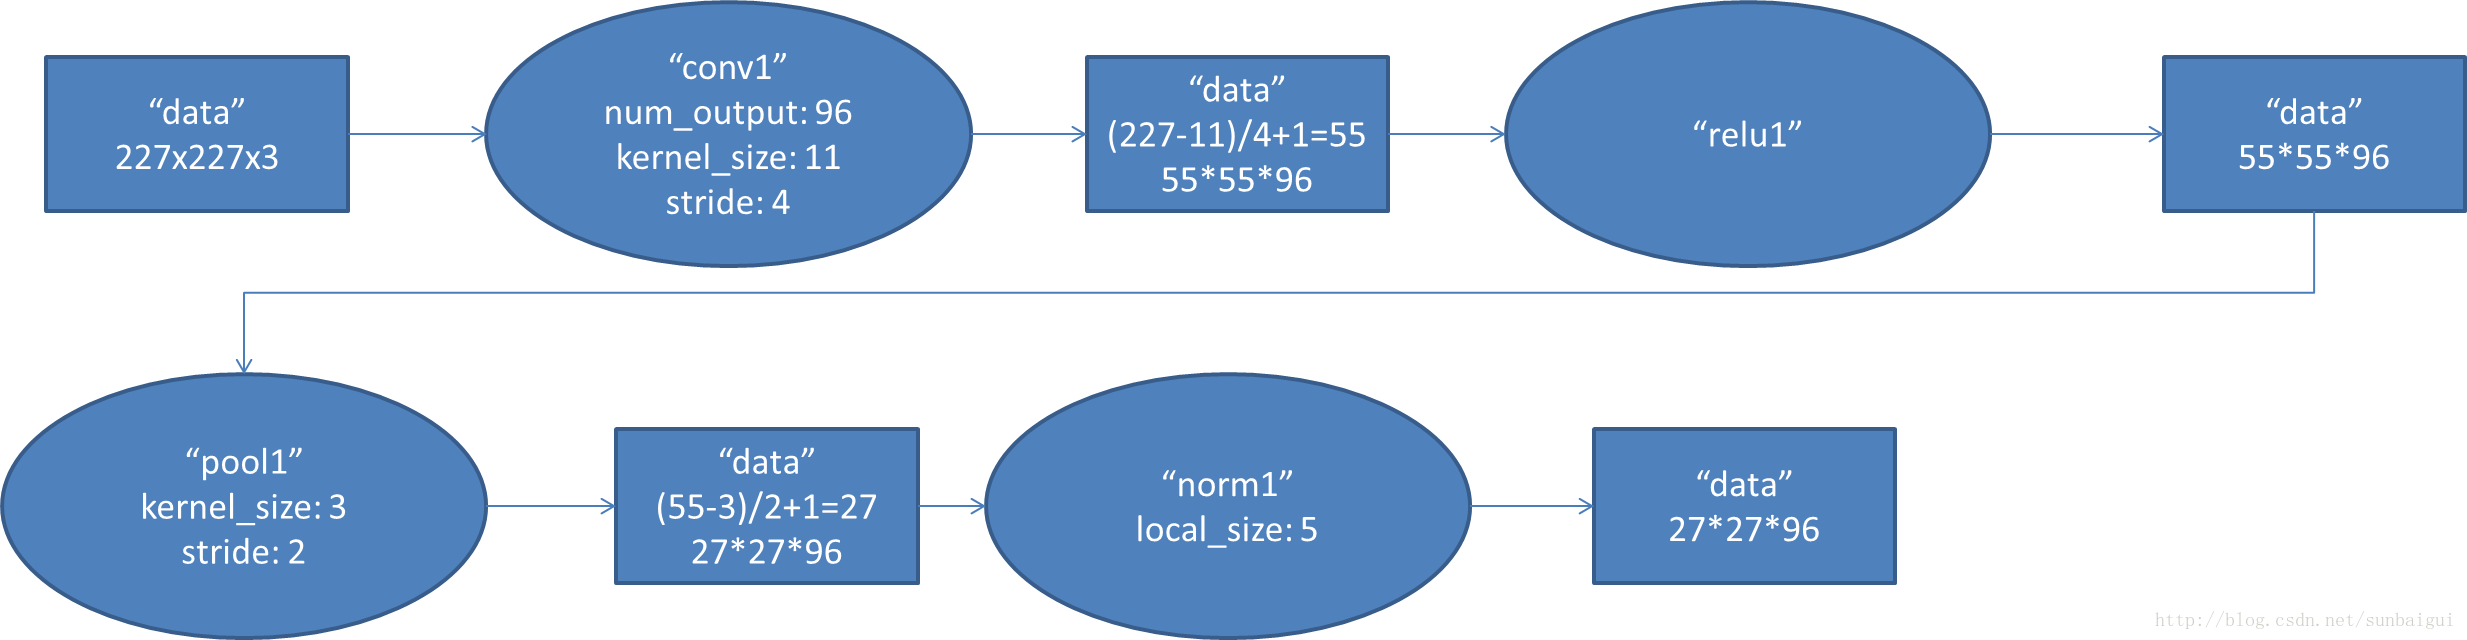 “data”
227x227x3
“conv1”
num_output: 96
kernel_size: 11
stride: 4
“data”
(227-11)/4+1=55
55*55*96
“relu1”
“data”
55*55*96
“pool1”
kernel_size: 3
stride: 2
“data”
(55-3)/2+1=27
27*27*96
“norm1”
local_size: 5
“data”
27*27*96
http://blog.csdn.net/sunbaigui